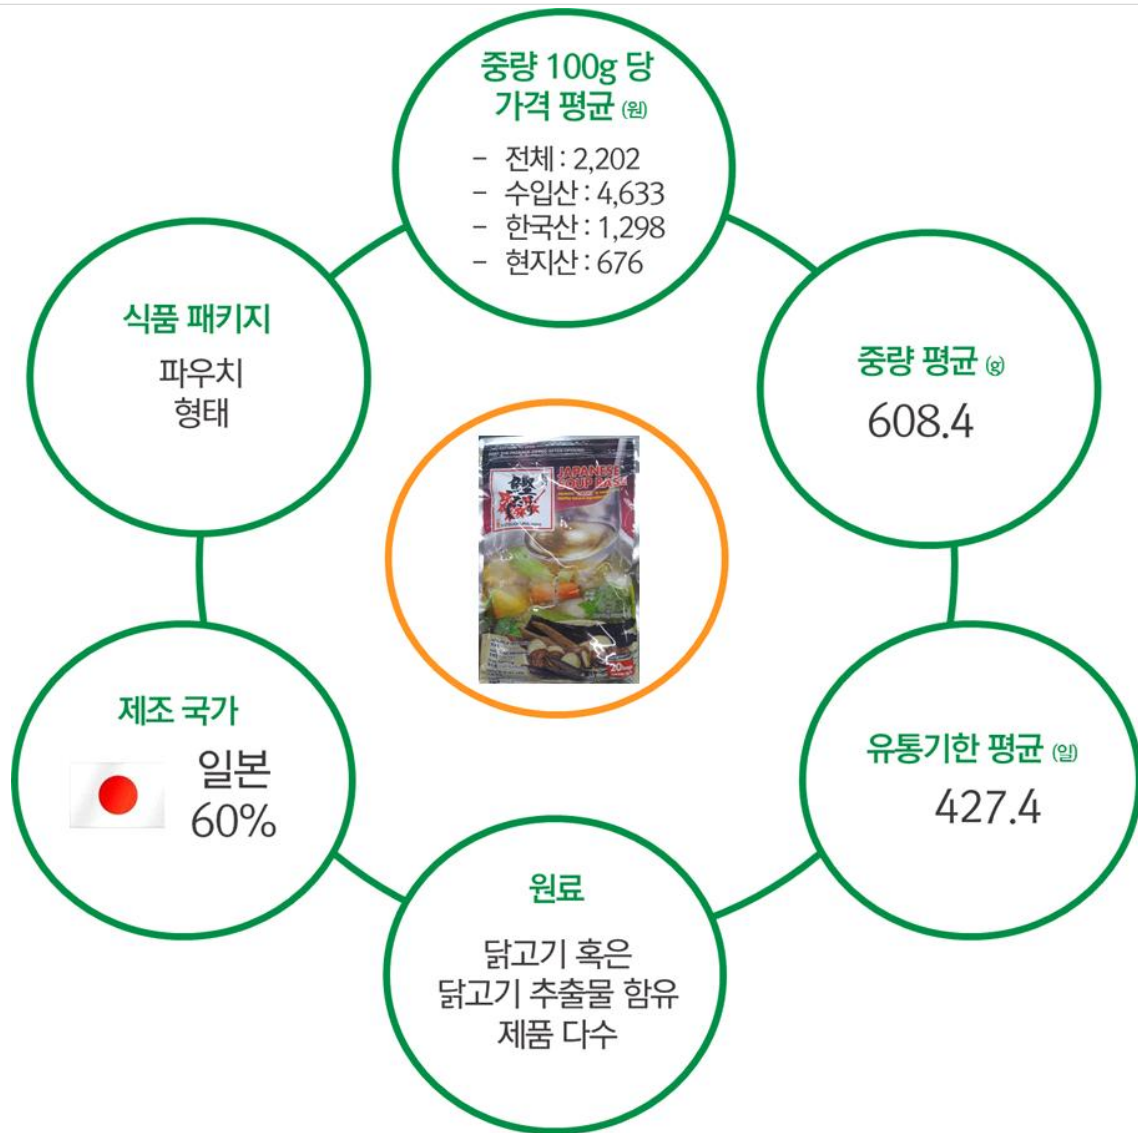 중량 100g 당
가격 평균 (원)
- 전체 : 2,202
- 수입산 : 4,633
- 한국산 : 1,298
- 현지산 : 676
식품 패키지
파우치
형태
중량 평균 (g)
608.4
JAPANESE
SOUP BASE
20
제조 국가
일본
60%
유통기한 평균 (일)
427.4
원료
닭고기 혹은
닭고기 추출물 함유
제품 다수